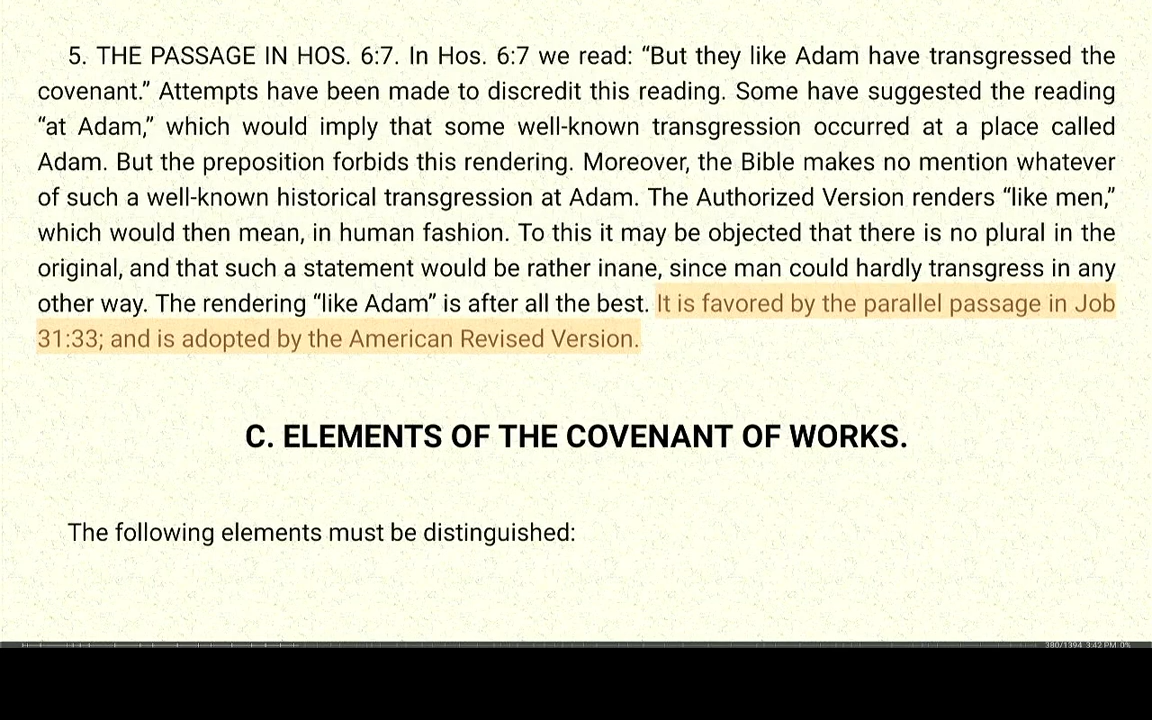 5. THE PASSAGE IN HOS. 6:7. In Hos. 6:7 we read: “But they like Adam have transgressed the
covenant.” Attempts have been made to discredit this reading. Some have suggested the reading
“at Adam,” which would imply that some well-known transgression occurred at a place called
Adam. But the preposition forbids this rendering. Moreover, the Bible makes no mention whatever
of such a well-known historical transgression at Adam. The Authorized Version renders “like men,”
which would then mean, in human fashion. To this it may be objected that there is no plural in the
original, and that such a statement would be rather inane, since man could hardly transgress in any
other way. The rendering “like Adam” is after all the best. It is favored by the parallel passage in Job
31:33; and is adopted by the American Revised Version.
C. ELEMENTS OF THE COVENANT OF WORKS.
The following elements must be distinguished:
380/1394 3:42 PM 0%